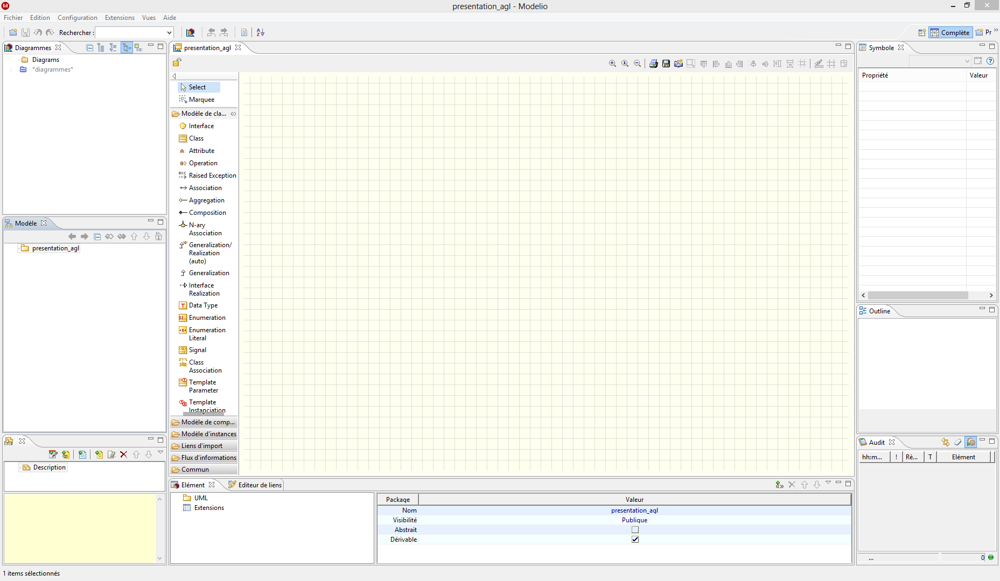 presentation_agl - Modelio
Fichier Edition Configuration Extensions Vues Aide
Rechercher :
Complète
Pr
Diagrammes
Diagrams
*diagrammes*
Modèle
presentation_agl
Description
presentation_agl
Select
Marquee
Modèle de cla...
Interface
Class
Attribute
Operation
Raised Exception
Association
Aggregation
Composition
N-ary
Association
Generalization/
Realization
(auto)
Generalization
Interface
Realization
Data Type
Enumeration
Enumeration
Literal
Signal
Class
Association
Template
Parameter
Template
Instanciation
Modèle de comp...
Modèle d'instances
Liens d'import
Flux d'informations
Commun
Elément
Editeur de liens
UML
Extensions
Package Valeur
Nom presentation_agl
Visibilité Publique
Abstrait
Dérivable
Symbole
Propriété Valeur
Outline
Audit
hh:m... ! Rè... T Elément
... 0
1 items sélectionnés